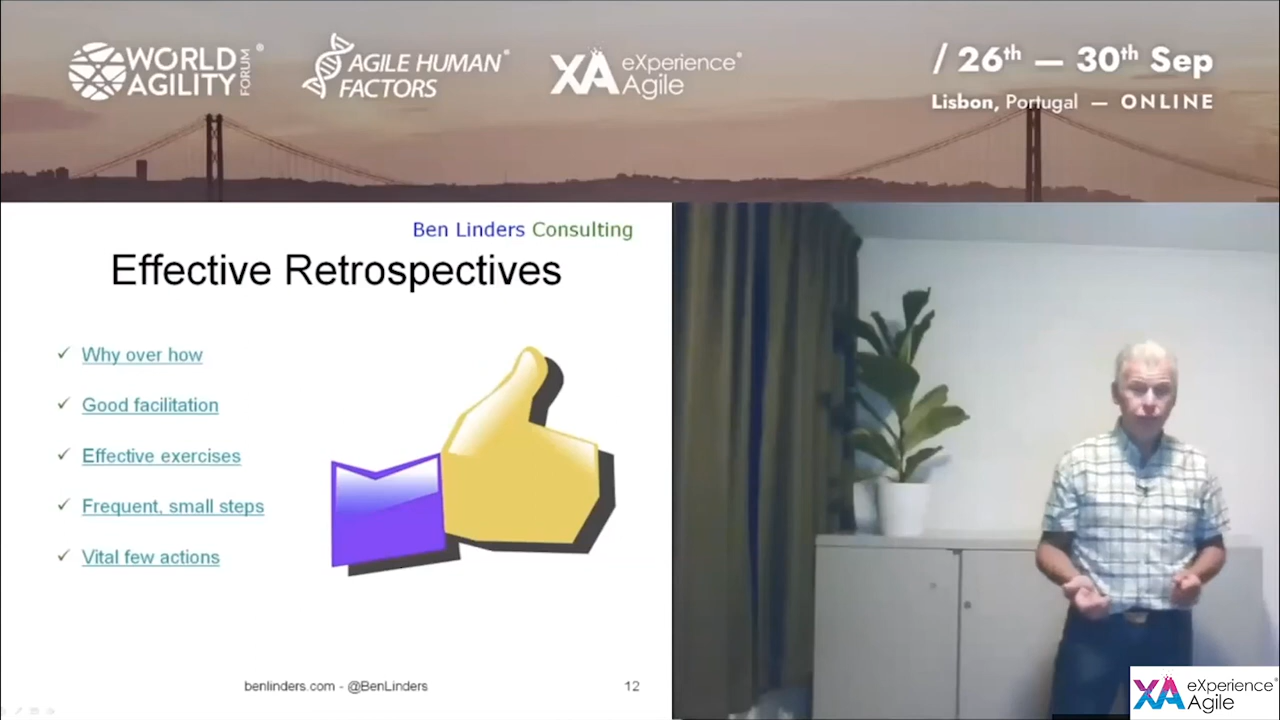 WORLD AGILITY FORUM®
AGILE HUMAN® FACTORS
XA eXperience® Agile
/ 26th — 30th Sep
Lisbon, Portugal — ONLINE
Ben Linders Consulting
Effective Retrospectives
✓ Why over how
✓ Good facilitation
✓ Effective exercises
✓ Frequent, small steps
✓ Vital few actions
benlinders.com - @BenLinders
12
XA eXperience® Agile